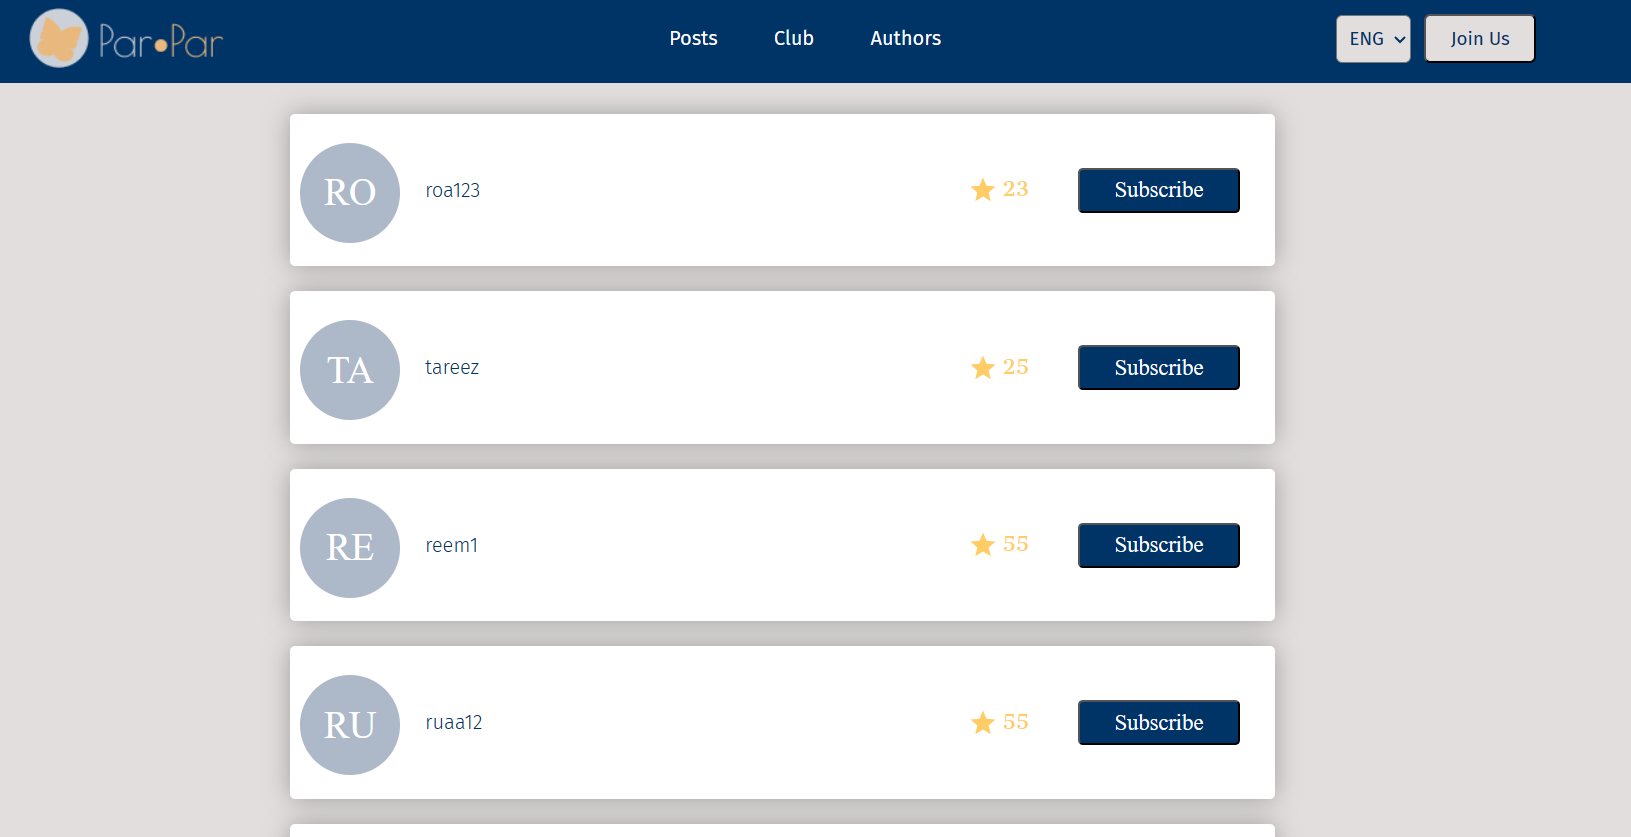 Par•Par
Posts Club Authors
ENG Join Us
RO roa123 23 Subscribe
TA tareez 25 Subscribe
RE reem1 55 Subscribe
RU ruaa12 55 Subscribe